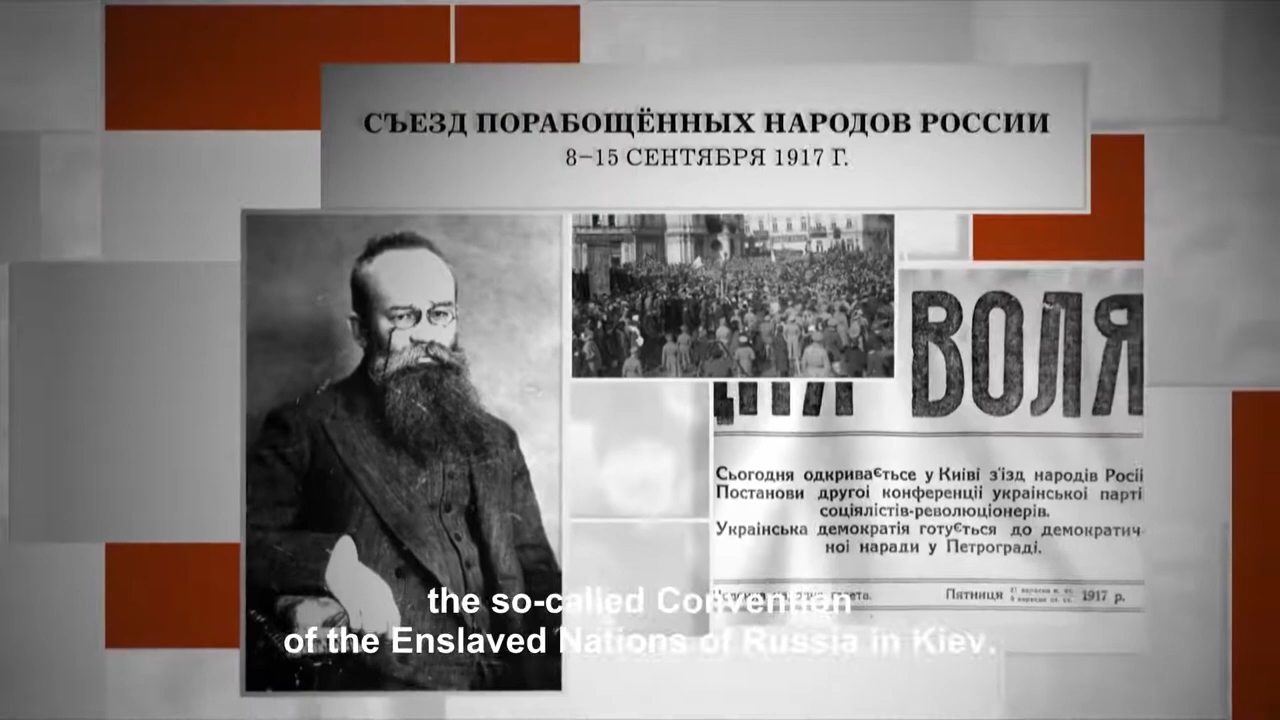 СЪЕЗД ПОРАБОЩЁННЫХ НАРОДОВ РОССИИ
8–15 СЕНТЯБРЯ 1917 Г.
ВОЛЯ
Сьогодня одкриваєтьсе у Київі з'їзд народів Росії
Постанови другої конференції української парті
соціялістів-революціонерів.
Українська демократія готується до демократич-
ної наради у Петрограді.
газета.
Пятниця 1917 р.
the so-called Convention
of the Enslaved Nations of Russia in Kiev.